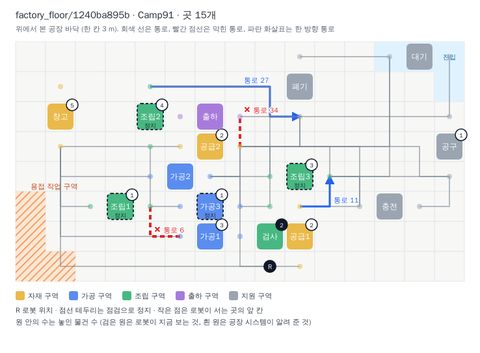 factory_floor/1240ba895b · Camp91 · 곳 15개
위에서 본 공장 바닥 (한 칸 3 m). 회색 선은 통로, 빨간 점선은 막힌 통로, 파란 화살표는 한 방향 통로
대기
전립
통로 27
폐기
창고
5
조립2
정지
4
출하
✕ 통로 34
공급2
2
공구
1
용접 작업 구역
가공2
조립3
정지
3
조립1
정지
1
가공3
정지
1
통로 11
충전
✕ 통로 6
가공1
3
검사
2
공급1
2
R
자재 구역
가공 구역
조립 구역
출하 구역
지원 구역
R 로봇 위치 · 점선 테두리는 점검으로 정지 · 작은 점은 로봇이 서는 곳의 앞 칸
원 안의 수는 놓인 물건 수 (검은 원은 로봇이 지금 보는 것, 흰 원은 공장 시스템이 알려 준 것)